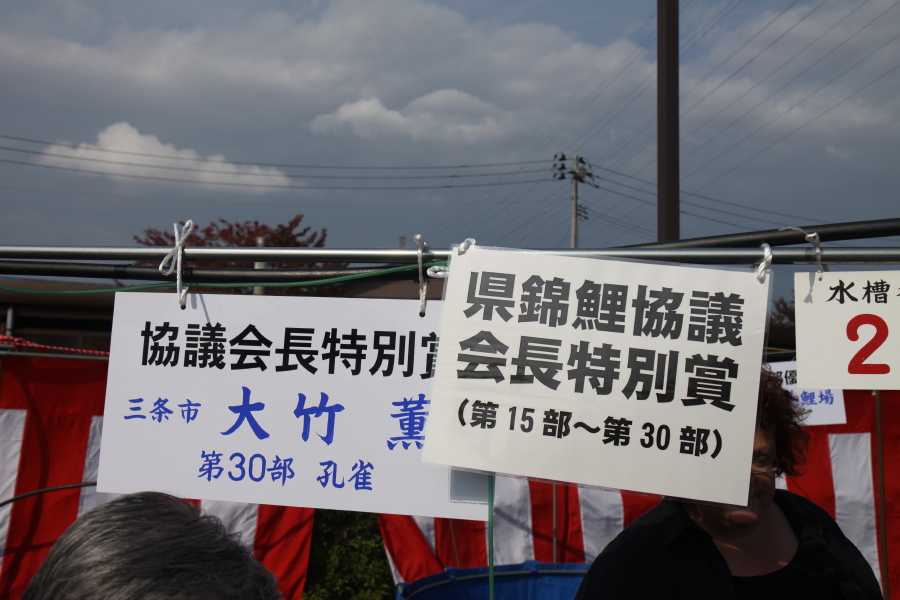 協議会長特別賞
三条市 大竹 薫
第30部 孔雀
県錦鯉協議
会長特別賞
(第15部～第30部)
水槽
2
鯉場